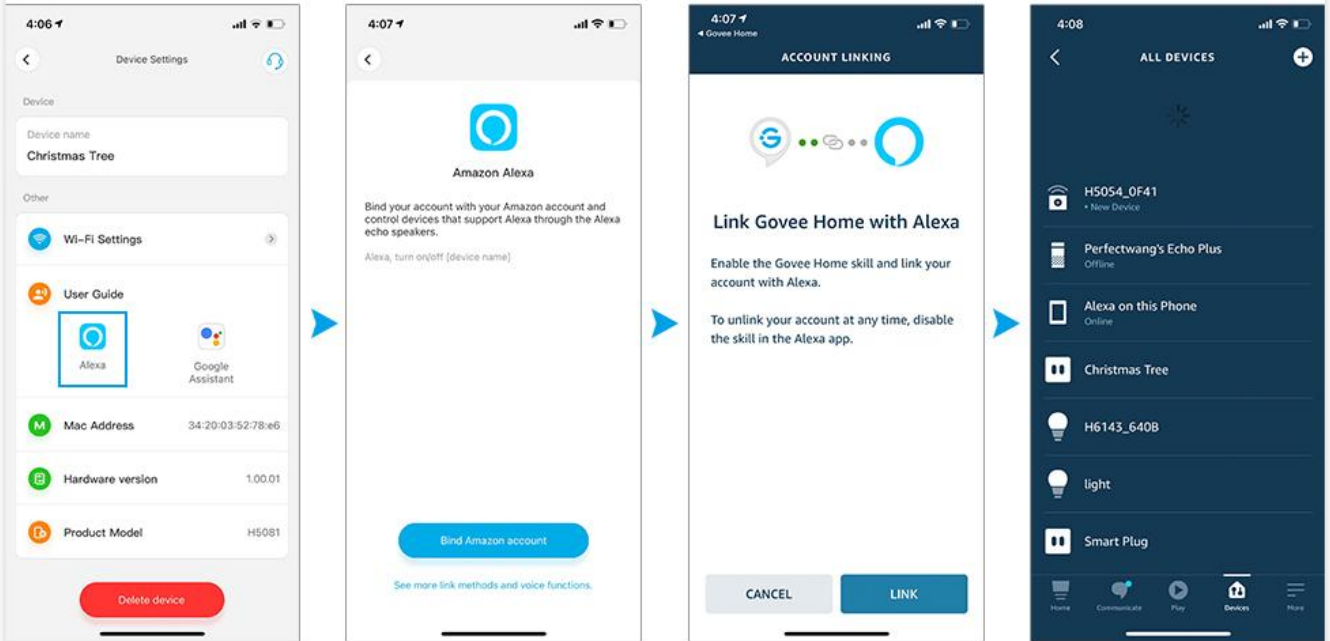 4:06
Device Settings
Device
Device name
Christmas Tree
Other
Wi-Fi Settings
User Guide
Alexa
Google
Assistant
M
Mac Address
34:20:03:52:78:e6
Hardware version
1.00.01
Product Model
H5081
Delete device
4:07
Amazon Alexa
Bind your account with your Amazon account and
control devices that support Alexa through the Alexa
echo speakers.
Alexa, turn on/off [device name]
Bind Amazon account
See more link methods and voice functions.
4:07
Govee Home
ACCOUNT LINKING
Link Govee Home with Alexa
Enable the Govee Home skill and link your
account with Alexa.
To unlink your account at any time, disable
the skill in the Alexa app.
CANCEL
LINK
4:08
ALL DEVICES
H5054_0F41
• New Device
Perfectwang's Echo Plus
Offline
Alexa on this Phone
Online
Christmas Tree
H6143_640B
light
Smart Plug
Home
Communicate
Play
Devices
More